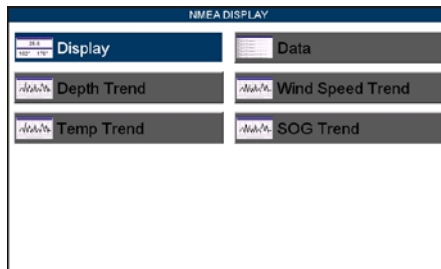 NMEA DISPLAY
Display
Data
Depth Trend
Wind Speed Trend
Temp Trend
SOG Trend